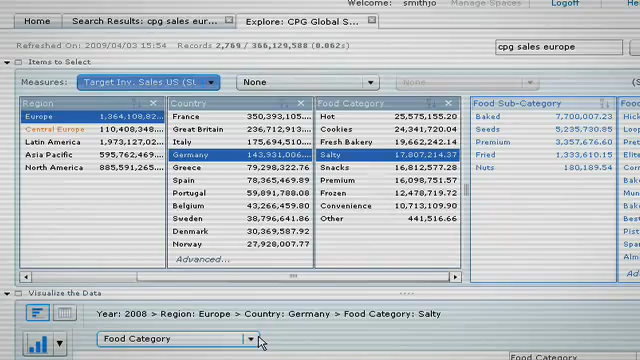 Welcome: smithjo Manage Spaces Logoff
Home Search Results: cpg sales eur... Explore: CPG Global S...
Refreshed On: 2009/04/03 15:54 Records 2,769 / 366,129,588 (0.062s) cpg sales europe
Items to Select
Measures: Target Inv. Sales US (St None None
Region Country Food Category Food Sub-Category
Europe 1,364,108,82... France 350,393,105... Hot 25,575,155.20 Baked 7,700,007.23
Central Europe 110,408,348.... Great Britain 236,712,913... Cookies 24,341,720.04 Seeds 5,235,730.85
Latin America 1,973,127,02... Italy 175,694,510... Fresh Bakery 19,662,242.14 Premium 3,357,676.60
Asia Pacific 595,762,469.... Germany 143,931,006... Salty 17,807,214.37 Fried 1,333,610.15
North America 885,591,265.... Greece 79,298,322.76 Snacks 16,812,577.28 Nuts 180,189.54
Spain 78,365,469.89 Premium 16,098,751.57
Portugal 59,891,788.08 Frozen 12,478,719.72
Belgium 43,266,459.80 Convenience 10,713,109.90
Sweden 38,796,641.86 Other 441,516.66
Denmark 30,369,587.92
Norway 27,928,007.77
Advanced...
Visualize the Data
Year: 2008 > Region: Europe > Country: Germany > Food Category: Salty
Food Category
Food Category